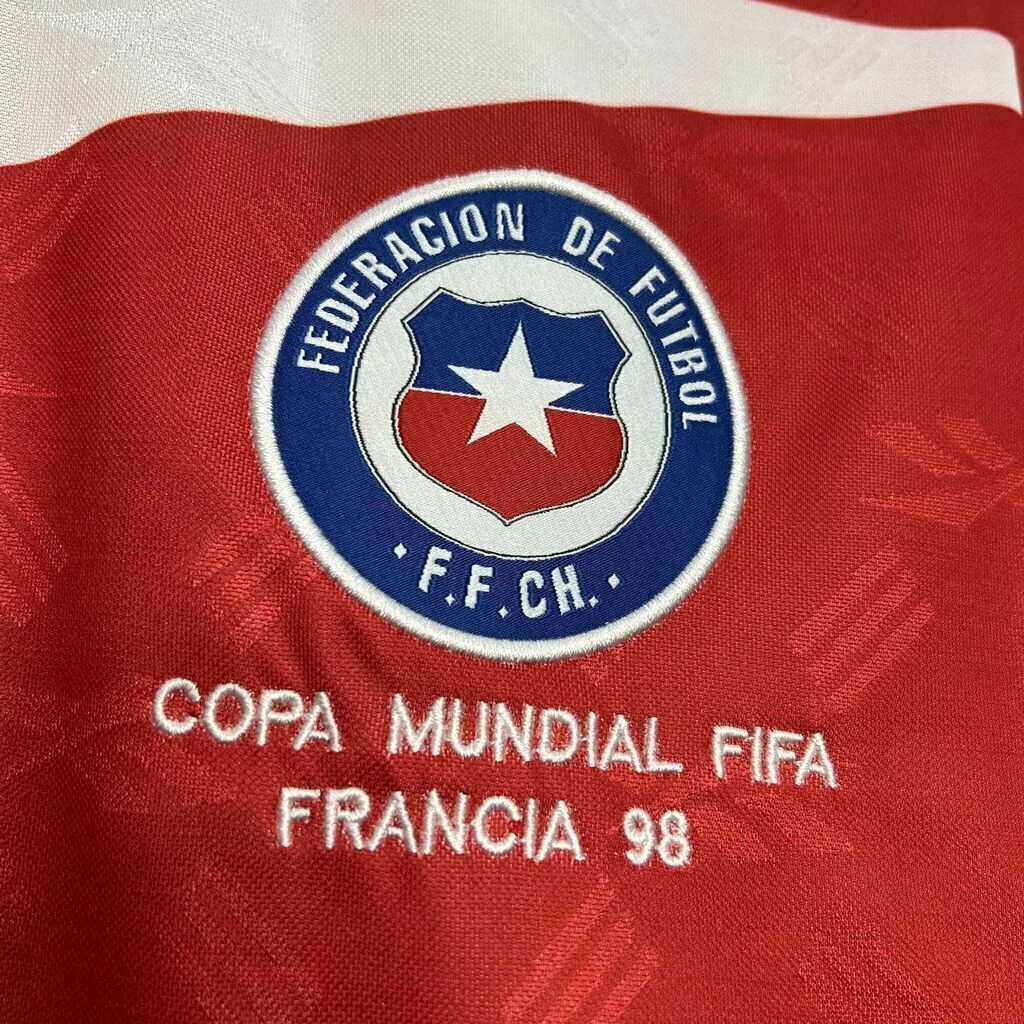 FEDERACION DE FUTBOL
· F.F.CH. ·
COPA MUNDIAL FIFA
FRANCIA 98